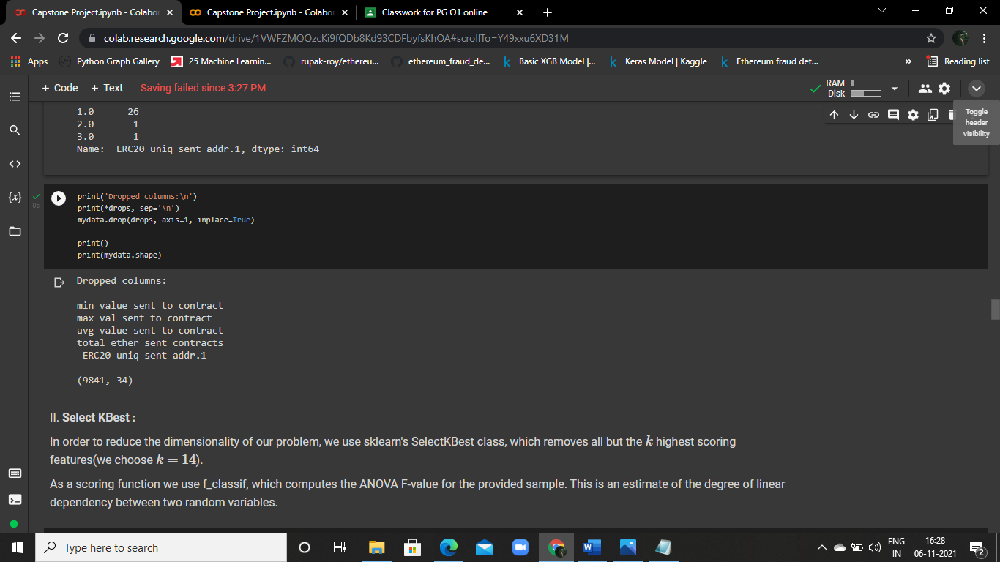 Capstone Project.ipynb - Colabor
Capstone Project.ipynb - Colabor
Classwork for PG O1 online
colab.research.google.com/drive/1VWFZMQQzcKi9fQDb8Kd93CDFbyfsKhOA#scrollTo=Y49xxu6XD31M
Apps
Python Graph Gallery
25 Machine Learnin...
rupak-roy/ethereu...
ethereum_fraud_de...
Basic XGB Model |...
Keras Model | Kaggle
Ethereum fraud det...
»
Reading list
+ Code
+ Text
Saving failed since 3:27 PM
RAM
Disk
Toggle
header
visibility
1.0 26
2.0 1
3.0 1
Name: ERC20 uniq sent addr.1, dtype: int64
0s
print('Dropped columns:\n')
print(*drops, sep='\n')
mydata.drop(drops, axis=1, inplace=True)
print()
print(mydata.shape)
Dropped columns:
min value sent to contract
max val sent to contract
avg value sent to contract
total ether sent contracts
ERC20 uniq sent addr.1
(9841, 34)
II. Select KBest :
In order to reduce the dimensionality of our problem, we use sklearn's SelectKBest class, which removes all but the k highest scoring
features(we choose k = 14).
As a scoring function we use f_classif, which computes the ANOVA F-value for the provided sample. This is an estimate of the degree of linear
dependency between two random variables.
Type here to search
ENG
IN
16:28
06-11-2021
2